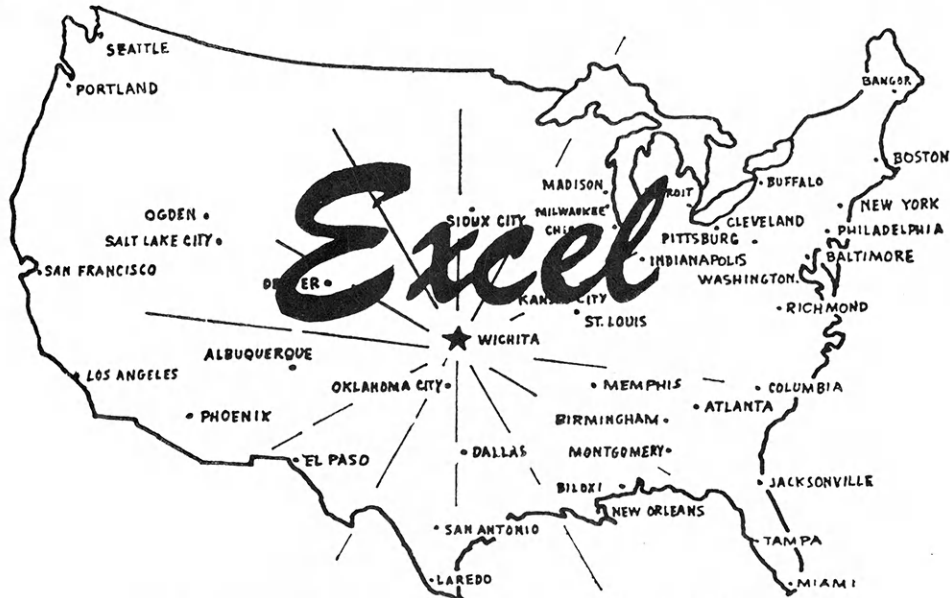 SEATTLE
PORTLAND
BANGOR
BOSTON
MADISON
BUFFALO
OGDEN
SIOUX CITY
MILWAUKEE
CLEVELAND
NEW YORK
SALT LAKE CITY
PITTSBURG
PHILADELPHIA
Excel
INDIANAPOLIS
BALTIMORE
SAN FRANCISCO
WASHINGTON
KANSAS CITY
RICHMOND
ST. LOUIS
WICHITA
ALBUQUERQUE
LOS ANGELES
OKLAHOMA CITY
MEMPHIS
COLUMBIA
PHOENIX
ATLANTA
BIRMINGHAM
EL PASO
DALLAS
MONTGOMERY
BILOXI
JACKSONVILLE
NEW ORLEANS
SAN ANTONIO
TAMPA
LAREDO
MIAMI